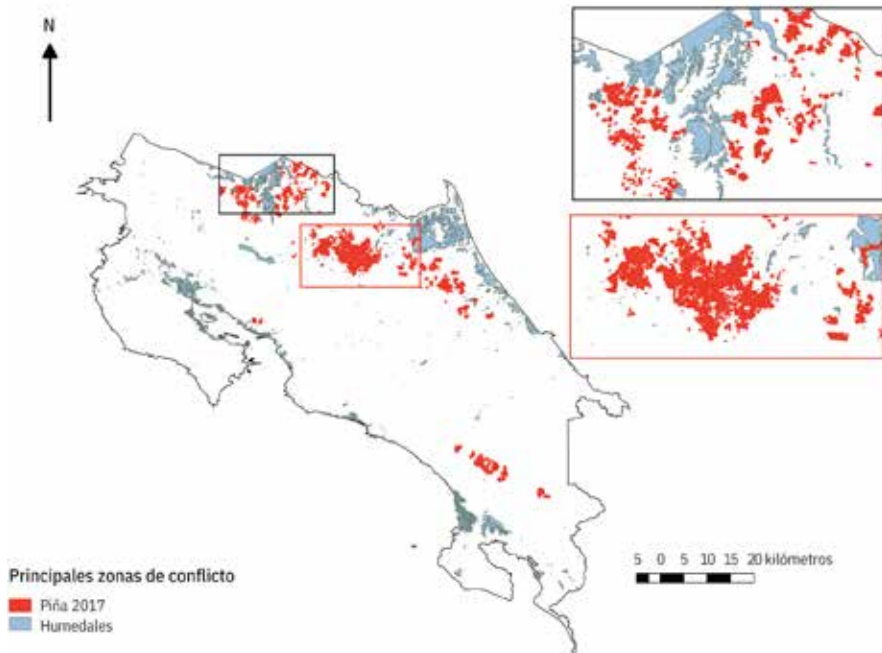 N
5 0 5 10 15 20 kilómetros
Principales zonas de conflicto
Piña 2017
Humedales